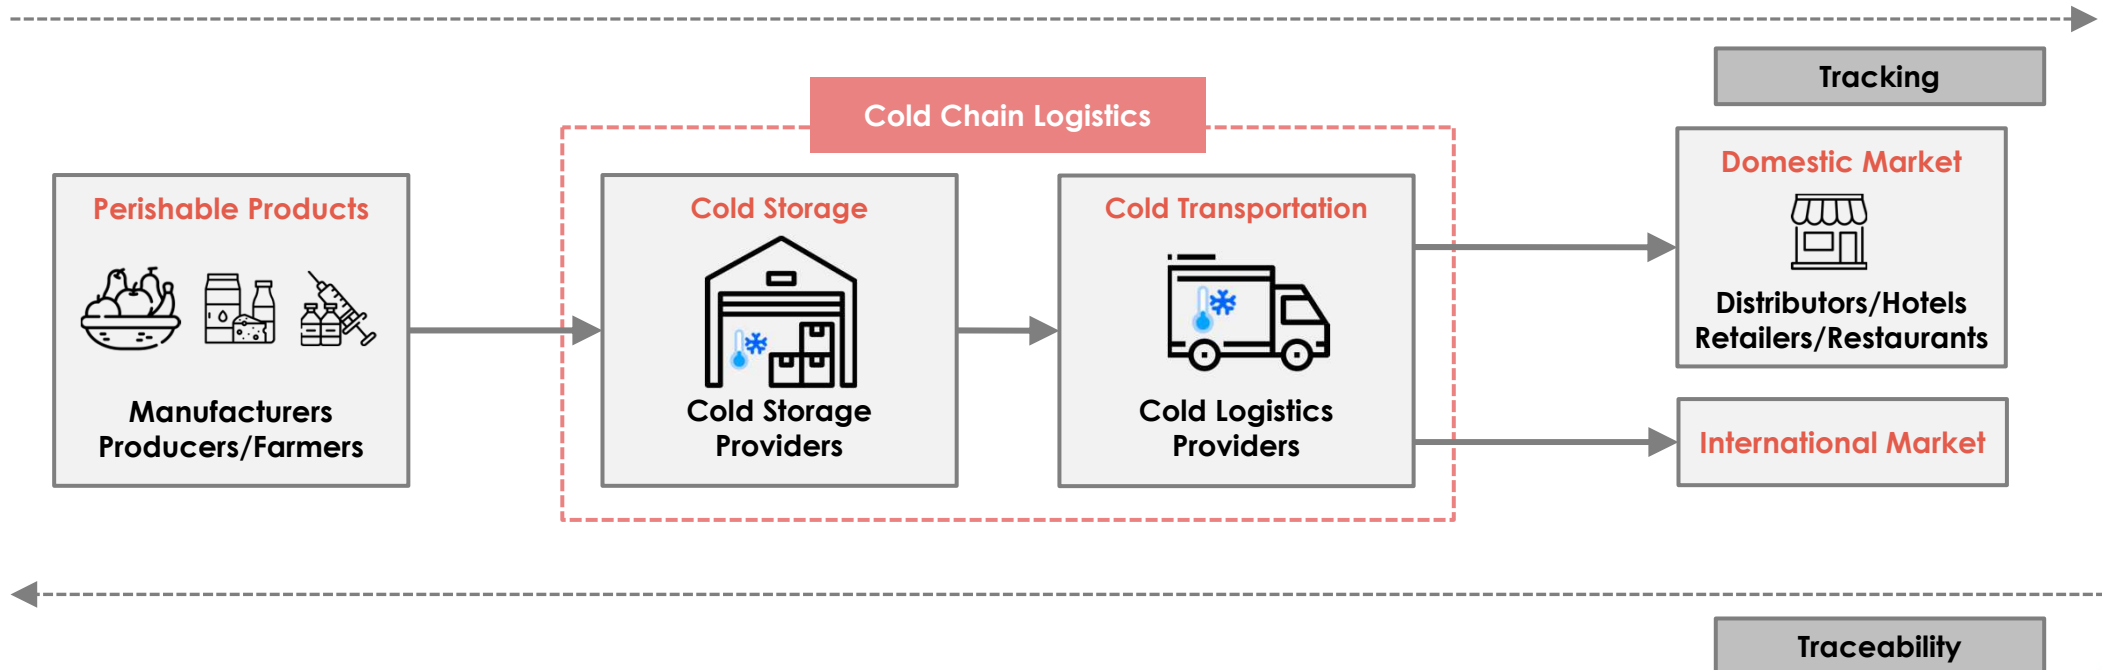 Tracking
Cold Chain Logistics
Perishable Products
Manufacturers
Producers/Farmers
Cold Storage
Cold Storage
Providers
Cold Transportation
Cold Logistics
Providers
Domestic Market
Distributors/Hotels
Retailers/Restaurants
International Market
Traceability